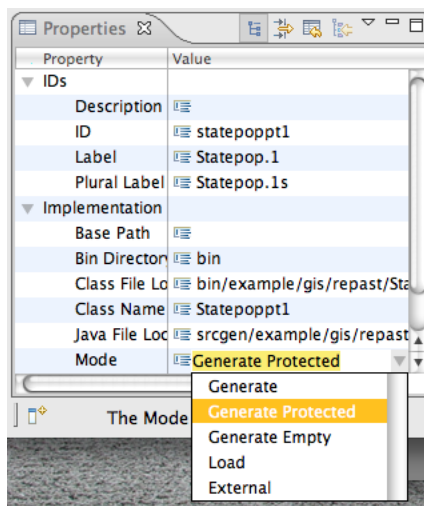 Properties
Property Value
IDs
Description
ID statepoppt1
Label Statepop.1
Plural Label Statepop.1s
Implementation
Base Path
Bin Director bin
Class File Lo bin/example/gis/repast/Sta
Class Name Statepoppt1
Java File Loc srcgen/example/gis/repast
Mode Generate Protected
Generate
Generate Protected
Generate Empty
Load
External
The Mode